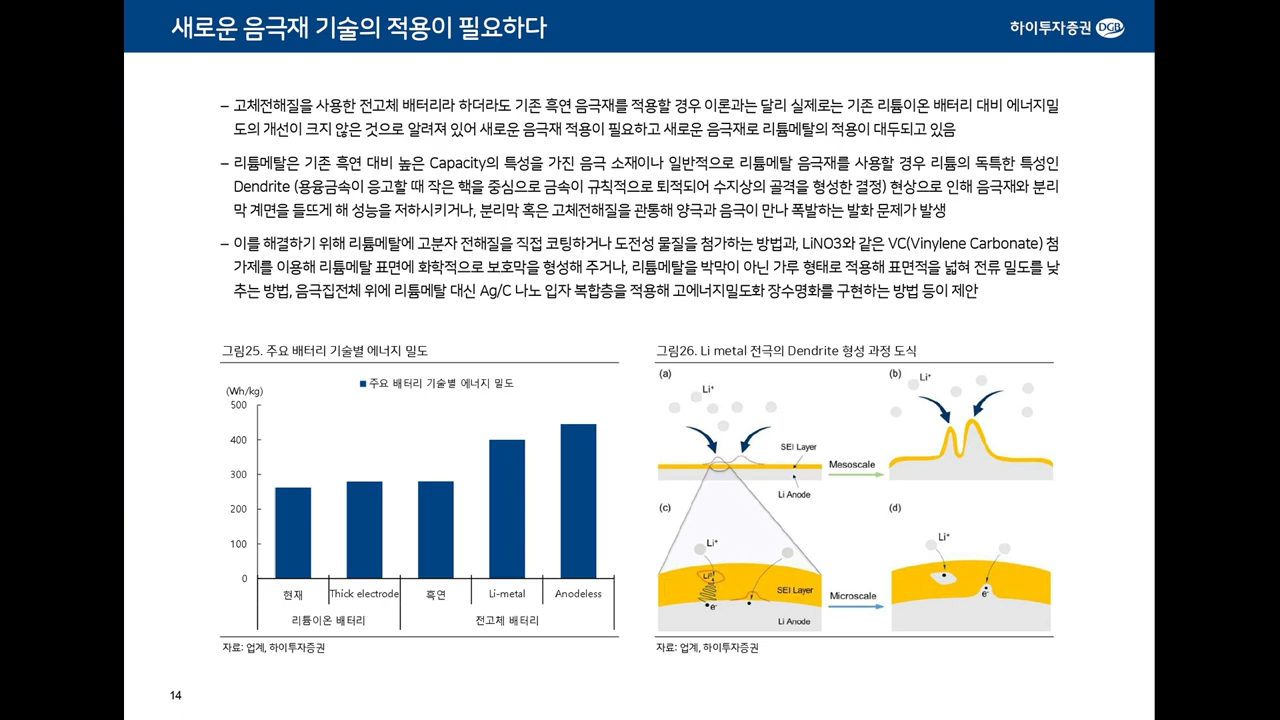 새로운 음극재 기술의 적용이 필요하다
하이투자증권 DGB
– 고체전해질을 사용한 전고체 배터리라 하더라도 기존 흑연 음극재를 적용할 경우 이론과는 달리 실제로는 기존 리튬이온 배터리 대비 에너지밀
도의 개선이 크지 않은 것으로 알려져 있어 새로운 음극재 적용이 필요하고 새로운 음극재로 리튬메탈의 적용이 대두되고 있음
– 리튬메탈은 기존 흑연 대비 높은 Capacity의 특성을 가진 음극 소재이나 일반적으로 리튬메탈 음극재를 사용할 경우 리튬의 독특한 특성인
Dendrite (용융금속이 응고할 때 작은 핵을 중심으로 금속이 규칙적으로 퇴적되어 수지상의 골격을 형성한 결정) 현상으로 인해 음극재와 분리
막 계면을 들뜨게 해 성능을 저하시키거나, 분리막 혹은 고체전해질을 관통해 양극과 음극이 만나 폭발하는 발화 문제가 발생
– 이를 해결하기 위해 리튬메탈에 고분자 전해질을 직접 코팅하거나 도전성 물질을 첨가하는 방법과, LiNO3와 같은 VC(Vinylene Carbonate) 첨
가제를 이용해 리튬메탈 표면에 화학적으로 보호막을 형성해 주거나, 리튬메탈을 박막이 아닌 가루 형태로 적용해 표면적을 넓혀 전류 밀도를 낮
추는 방법, 음극집전체 위에 리튬메탈 대신 Ag/C 나노 입자 복합층을 적용해 고에너지밀도화 장수명화를 구현하는 방법 등이 제안
그림25. 주요 배터리 기술별 에너지 밀도
(Wh/kg)
주요 배터리 기술별 에너지 밀도
500
400
300
200
100
0
현재
Thick electrode
흑연
Li-metal
Anodeless
리튬이온 배터리
전고체 배터리
자료: 업계, 하이투자증권
그림26. Li metal 전극의 Dendrite 형성 과정 도식
(a)
Li⁺
SEI Layer
Li Anode
Mesoscale
(b)
Li⁺
(c)
Li⁺
Li⁰
e⁻
SEI Layer
Li Anode
Microscale
(d)
Li⁺
e⁻
자료: 업계, 하이투자증권
14